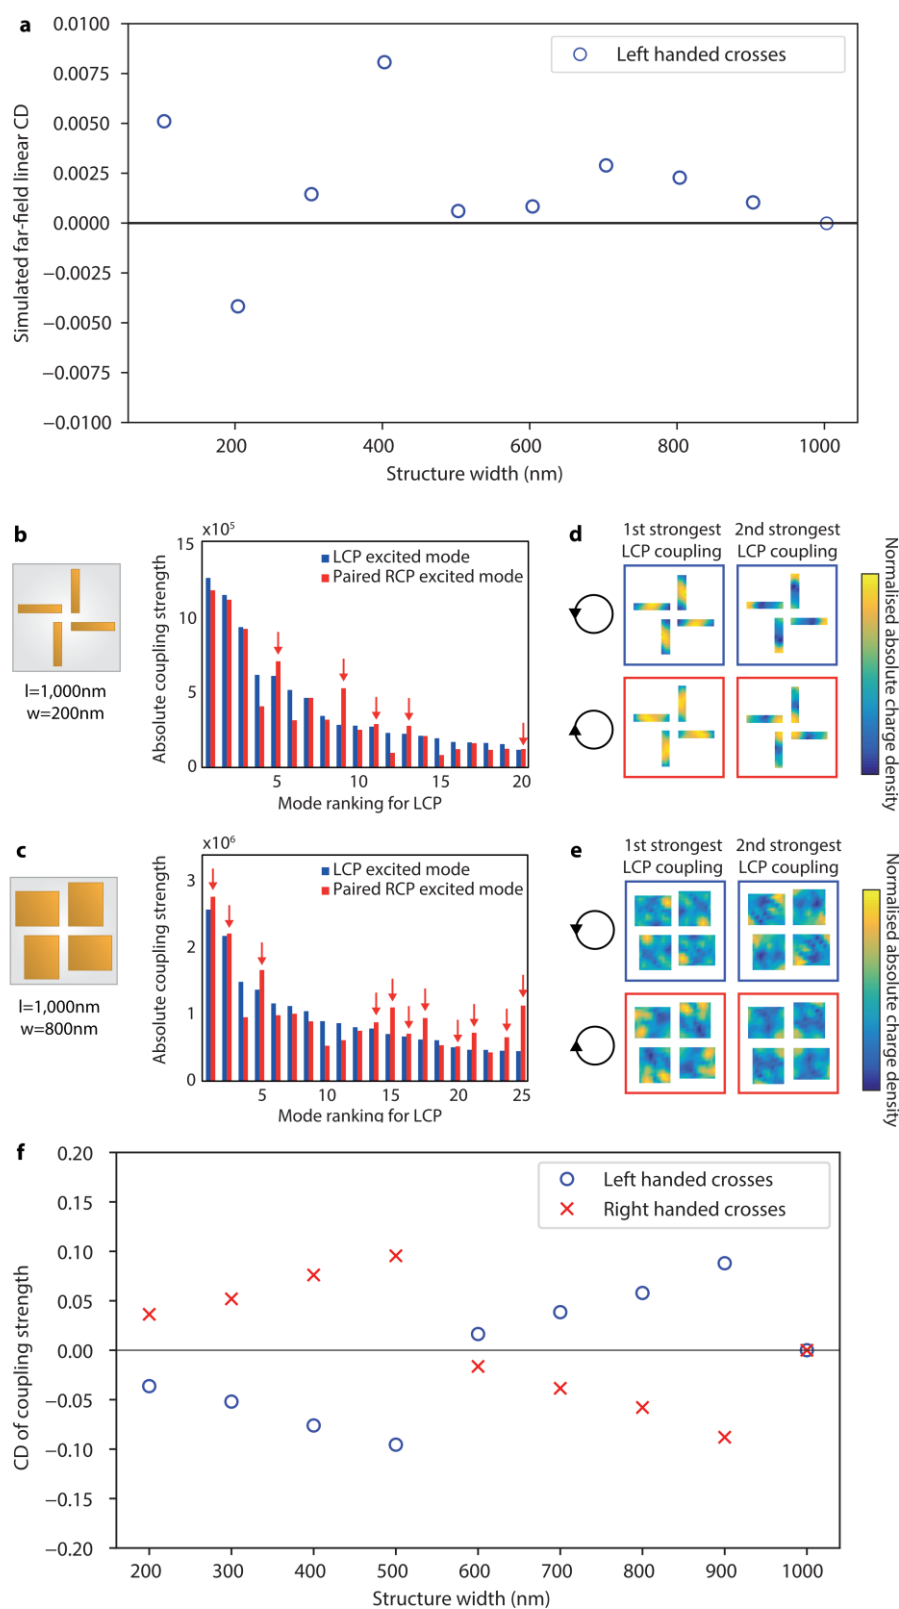 a
0.0100
0.0075
0.0050
0.0025
0.0000
−0.0025
−0.0050
−0.0075
−0.0100
Simulated far-field linear CD
Left handed crosses
200 400 600 800 1000
Structure width (nm)
b
l=1,000nm
w=200nm
x10⁵
15
10
5
0
Absolute coupling strength
LCP excited mode
Paired RCP excited mode
5 10 15 20
Mode ranking for LCP
d
1st strongest
LCP coupling
2nd strongest
LCP coupling
Normalised absolute charge density
c
l=1,000nm
w=800nm
x10⁶
3
2
1
0
Absolute coupling strength
LCP excited mode
Paired RCP excited mode
5 10 15 20 25
Mode ranking for LCP
e
1st strongest
LCP coupling
2nd strongest
LCP coupling
Normalised absolute charge density
f
0.20
0.15
0.10
0.05
0.00
−0.05
−0.10
−0.15
−0.20
CD of coupling strength
Left handed crosses
Right handed crosses
200 300 400 500 600 700 800 900 1000
Structure width (nm)